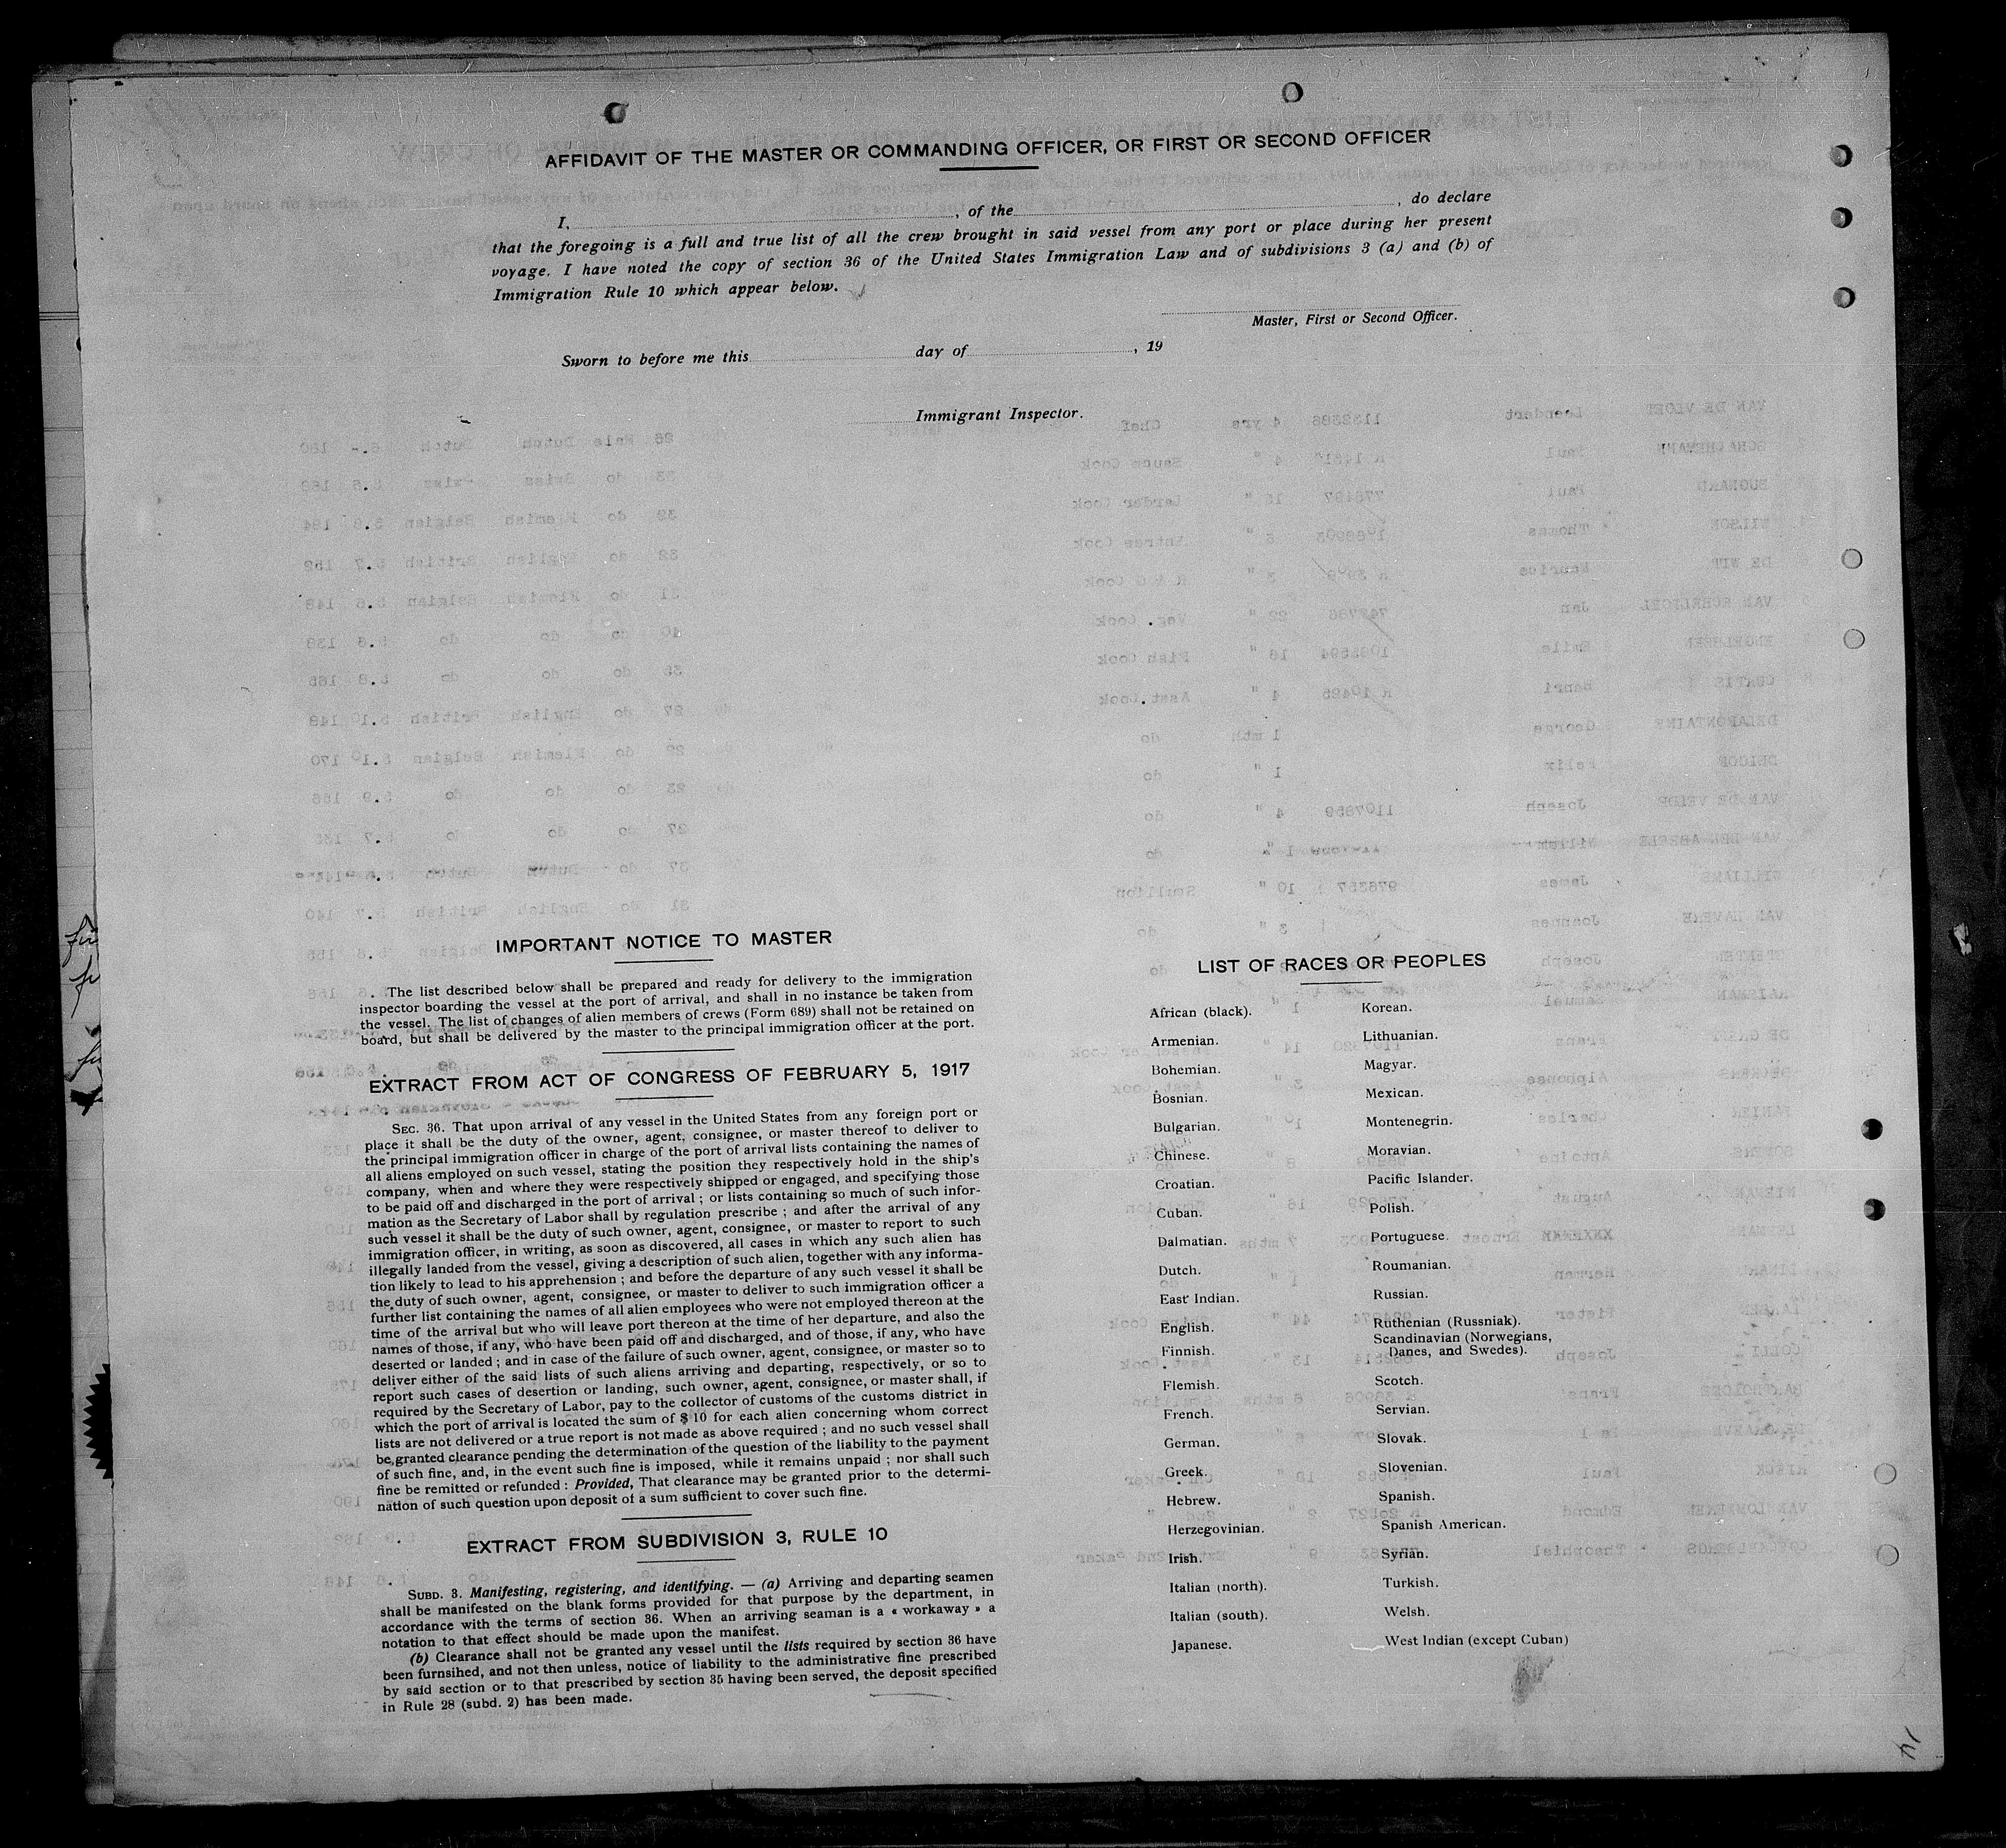 AFFIDAVIT OF THE MASTER OR COMMANDING OFFICER, OR FIRST OR SECOND OFFICER
I, , of the , do declare
that the foregoing is a full and true list of all the crew brought in said vessel from any port or place during her present
voyage. I have noted the copy of section 36 of the United States Immigration Law and of subdivisions 3 (a) and (b) of
Immigration Rule 10 which appear below.
Master, First or Second Officer.
Sworn to before me this day of , 19
Immigrant Inspector.
IMPORTANT NOTICE TO MASTER
The list described below shall be prepared and ready for delivery to the immigration
inspector boarding the vessel at the port of arrival, and shall in no instance be taken from
the vessel. The list of changes of alien members of crews (Form 689) shall not be retained on
board, but shall be delivered by the master to the principal immigration officer at the port.
EXTRACT FROM ACT OF CONGRESS OF FEBRUARY 5, 1917
SEC. 36. That upon arrival of any vessel in the United States from any foreign port or
place it shall be the duty of the owner, agent, consignee, or master thereof to deliver to
the principal immigration officer in charge of the port of arrival lists containing the names of
all aliens employed on such vessel, stating the position they respectively hold in the ship's
company, when and where they were respectively shipped or engaged, and specifying those
to be paid off and discharged in the port of arrival ; or lists containing so much of such infor-
mation as the Secretary of Labor shall by regulation prescribe ; and after the arrival of any
such vessel it shall be the duty of such owner, agent, consignee, or master to report to such
immigration officer, in writing, as soon as discovered, all cases in which any such alien has
illegally landed from the vessel, giving a description of such alien, together with any informa-
tion likely to lead to his apprehension ; and before the departure of any such vessel it shall be
the duty of such owner, agent, consignee, or master to deliver to such immigration officer a
further list containing the names of all alien employees who were not employed thereon at the
time of the arrival but who will leave port thereon at the time of her departure, and also the
names of those, if any, who have been paid off and discharged, and of those, if any, who have
deserted or landed ; and in case of the failure of such owner, agent, consignee, or master so to
deliver either of the said lists of such aliens arriving and departing, respectively, or so to
report such cases of desertion or landing, such owner, agent, consignee, or master shall, if
required by the Secretary of Labor, pay to the collector of customs of the customs district in
which the port of arrival is located the sum of $ 10 for each alien concerning whom correct
lists are not delivered or a true report is not made as above required ; and no such vessel shall
be granted clearance pending the determination of the question of the liability to the payment
of such fine, and, in the event such fine is imposed, while it remains unpaid ; nor shall such
fine be remitted or refunded : Provided, That clearance may be granted prior to the determi-
nation of such question upon deposit of a sum sufficient to cover such fine.
EXTRACT FROM SUBDIVISION 3, RULE 10
SUBD. 3. Manifesting, registering, and identifying. — (a) Arriving and departing seamen
shall be manifested on the blank forms provided for that purpose by the department, in
accordance with the terms of section 36. When an arriving seaman is a « workaway » a
notation to that effect should be made upon the manifest.
(b) Clearance shall not be granted any vessel until the lists required by section 36 have
been furnsihed, and not then unless, notice of liability to the administrative fine prescribed
by said section or to that prescribed by section 35 having been served, the deposit specified
in Rule 28 (subd. 2) has been made.
LIST OF RACES OR PEOPLES
African (black).
Armenian.
Bohemian.
Bosnian.
Bulgarian.
Chinese.
Croatian.
Cuban.
Dalmatian.
Dutch.
East Indian.
English.
Finnish.
Flemish.
French.
German.
Greek.
Hebrew.
Herzegovinian.
Irish.
Italian (north).
Italian (south).
Japanese.
Korean.
Lithuanian.
Magyar.
Mexican.
Montenegrin.
Moravian.
Pacific Islander.
Polish.
Portuguese.
Roumanian.
Russian.
Ruthenian (Russniak).
Scandinavian (Norwegians,
Danes, and Swedes).
Scotch.
Servian.
Slovak.
Slovenian.
Spanish.
Spanish American.
Syrian.
Turkish.
Welsh.
West Indian (except Cuban)